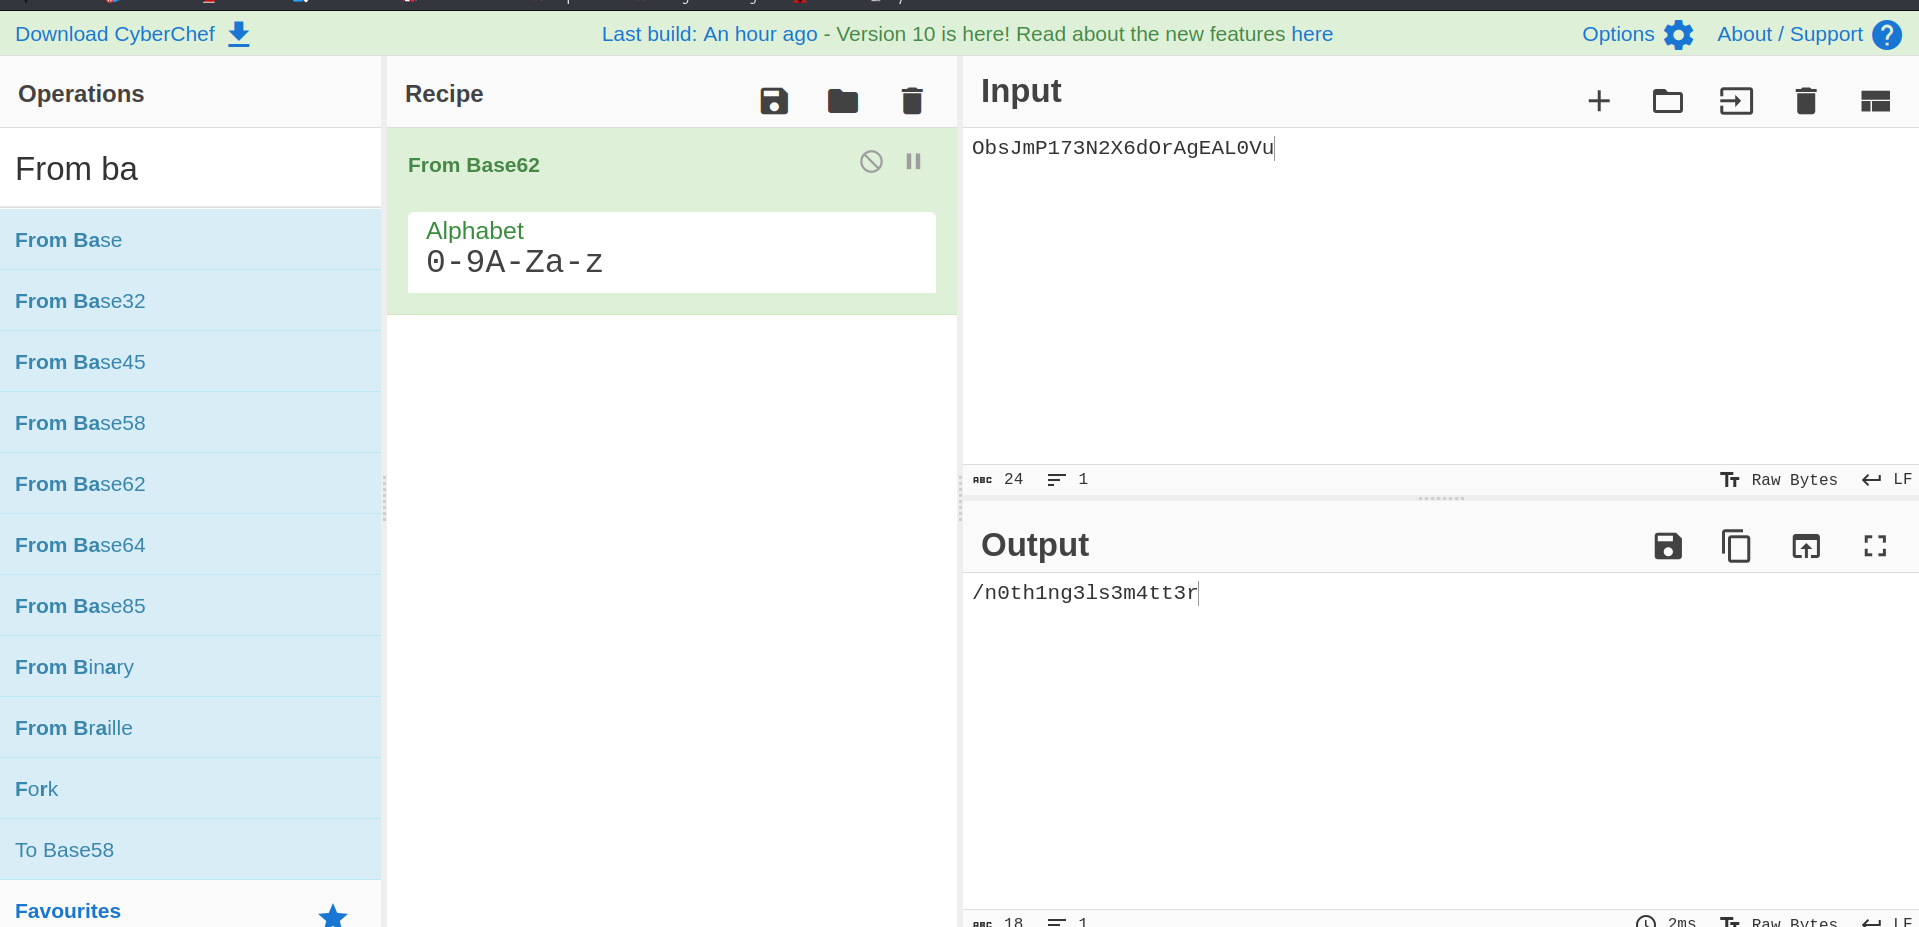 Download CyberChef
Last build: An hour ago - Version 10 is here! Read about the new features here
Options
About / Support
Operations
From ba
From Base
From Base32
From Base45
From Base58
From Base62
From Base64
From Base85
From Binary
From Braille
Fork
To Base58
Favourites
Recipe
From Base62
Alphabet
0-9A-Za-z
Input
ObsJmP173N2X6dOrAgEAL0Vu
ABC 24 1
Raw Bytes LF
Output
/n0th1ng3ls3m4tt3r
ABC 18 1
2ms Raw Bytes LF